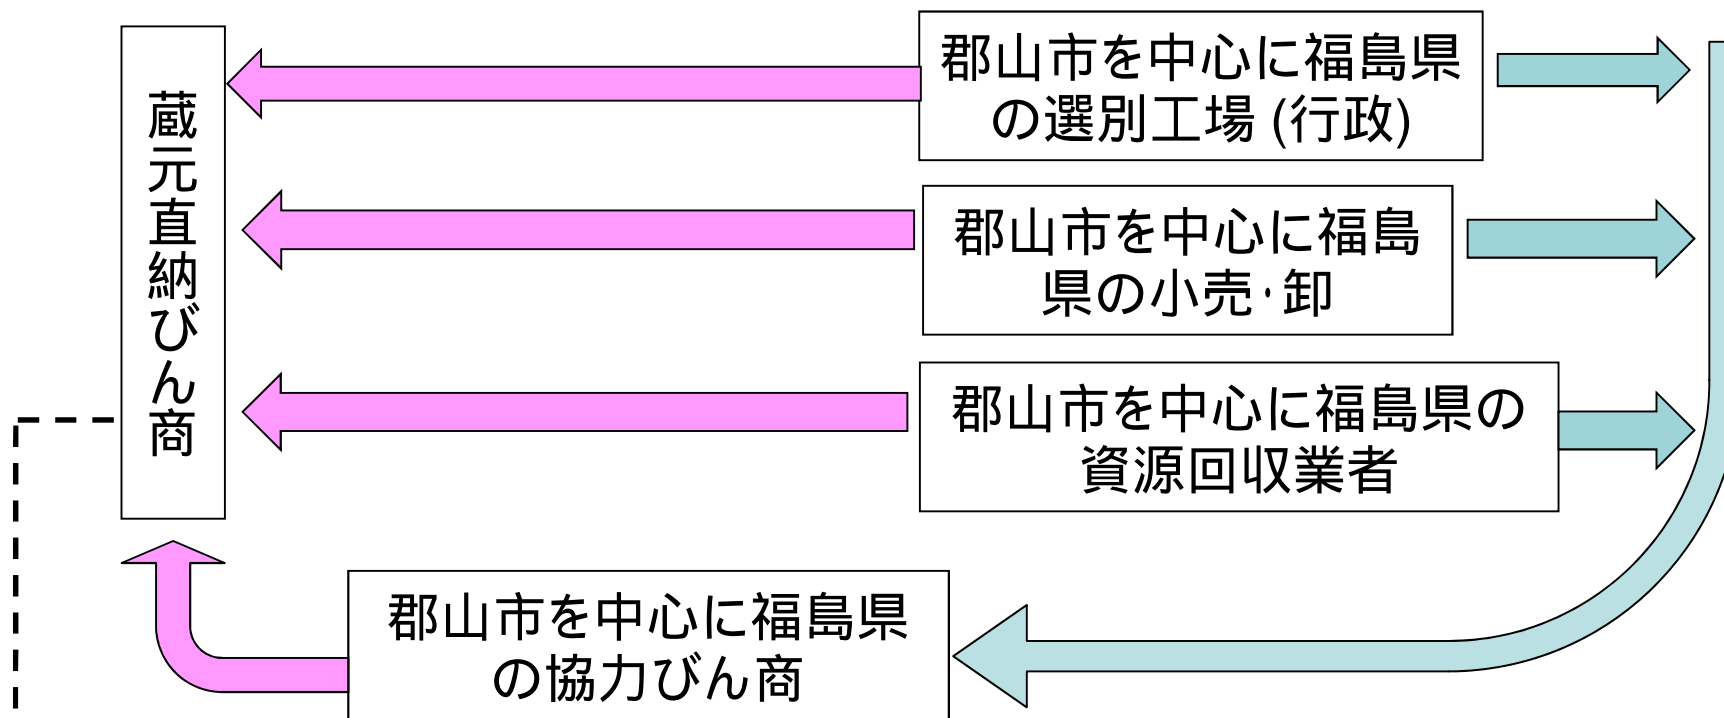 蔵元直納びん商
郡山市を中心に福島県
の選別工場 (行政)
郡山市を中心に福島
県の小売･卸
郡山市を中心に福島県の
資源回収業者
郡山市を中心に福島県
の協力びん商